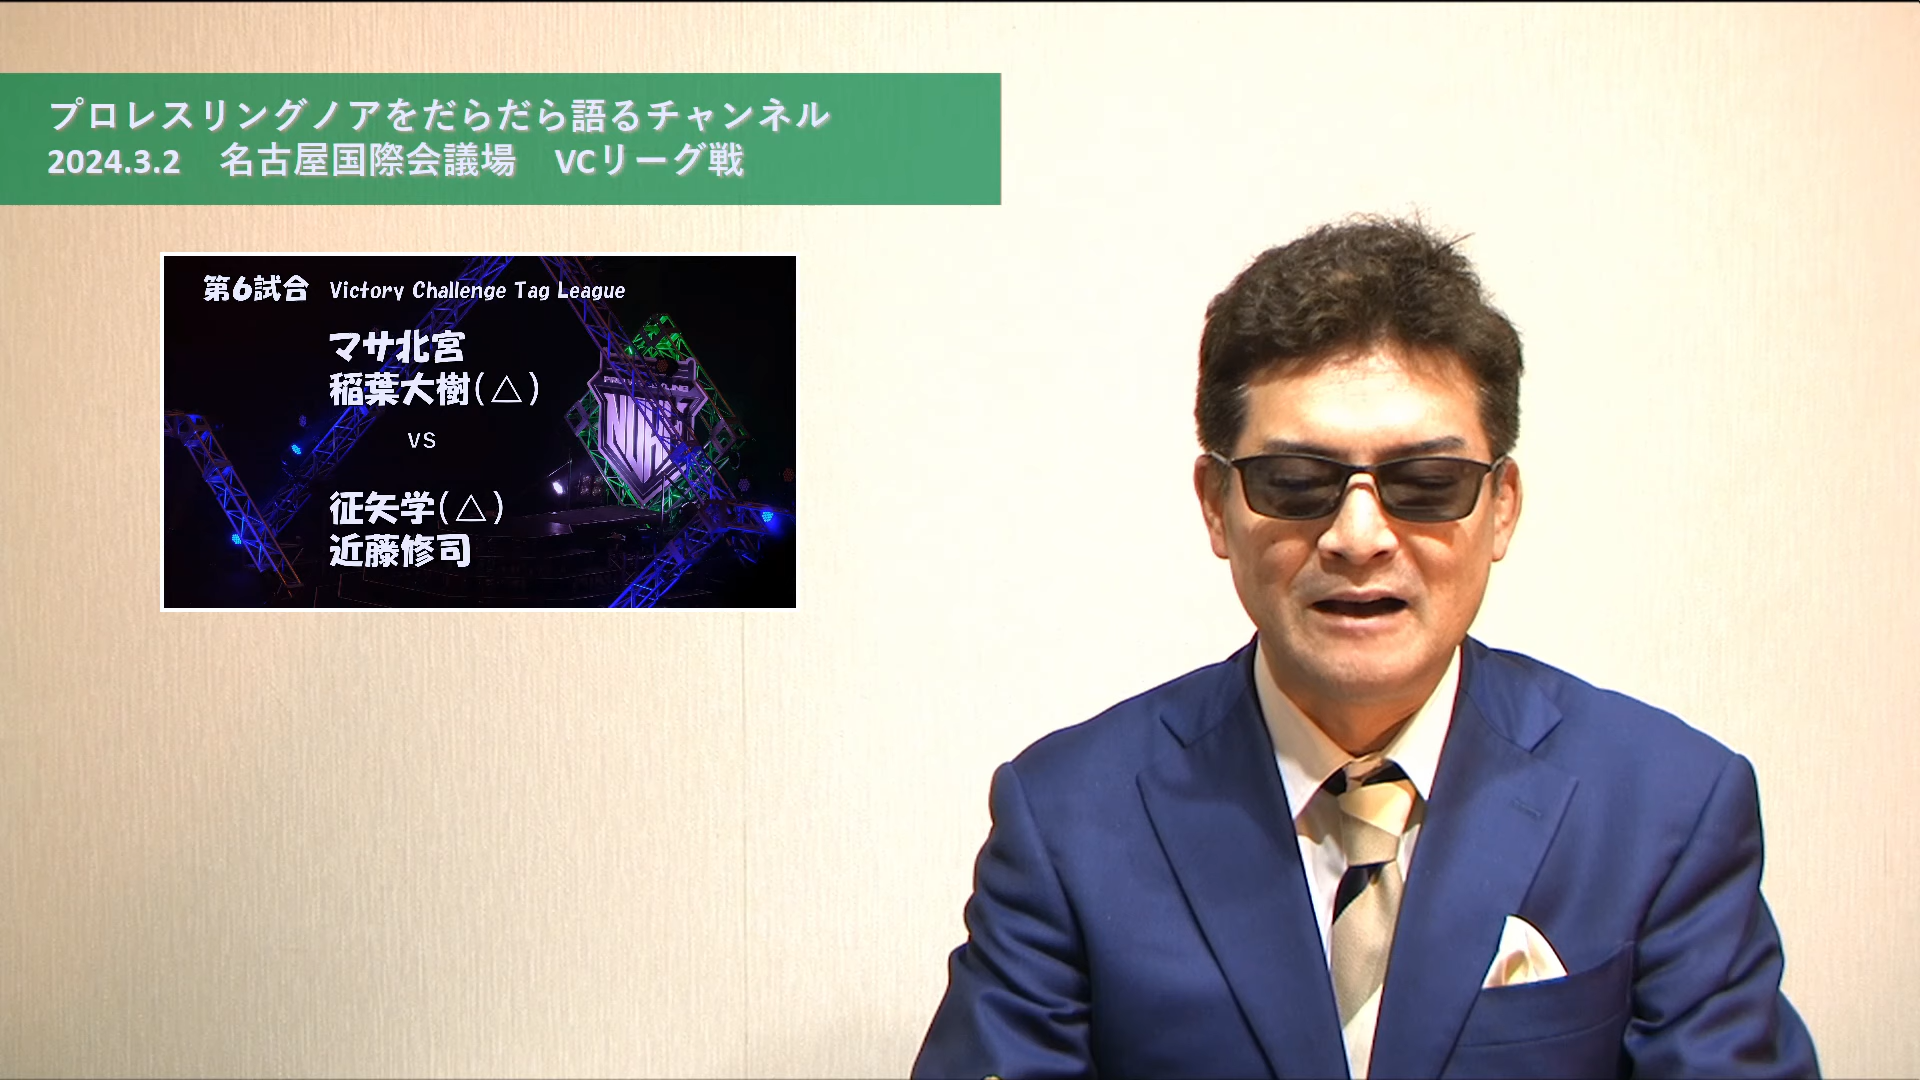 プロレスリングノアをだらだら語るチャンネル
2024.3.2　名古屋国際会議場　VCリーグ戦
第6試合 Victory Challenge Tag League
マサ北宮
稲葉大樹(△)
vs
征矢学(△)
近藤修司
NOAH